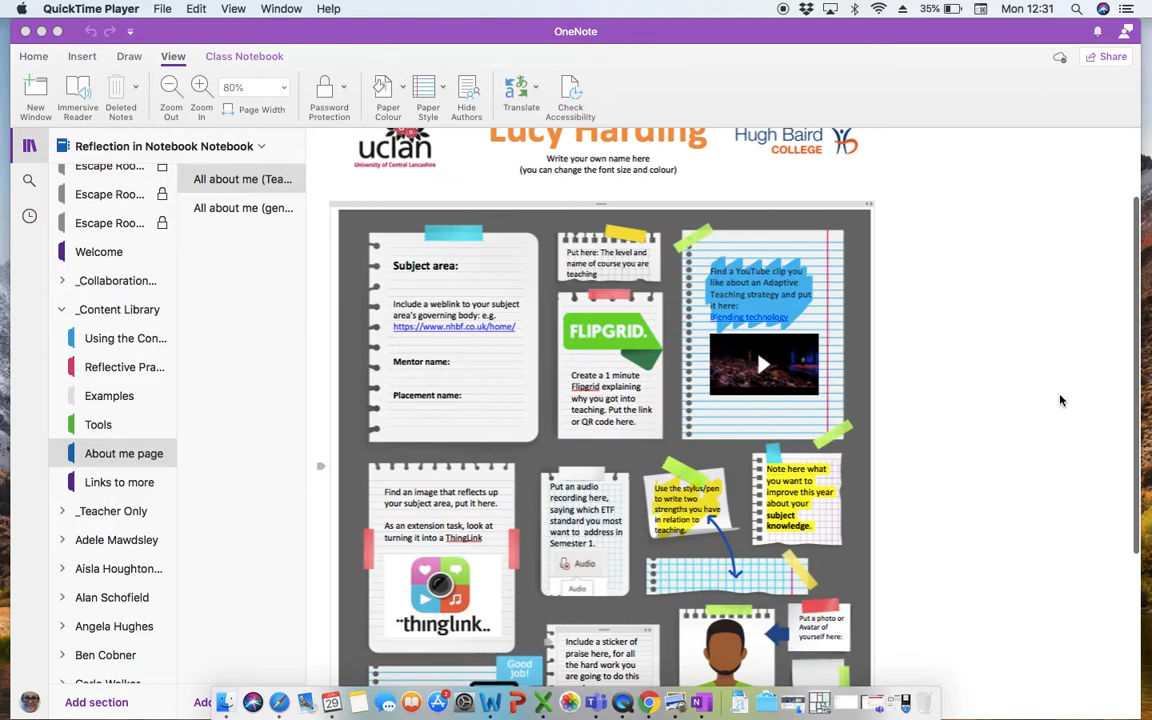 QuickTime Player File Edit View Window Help 35% Mon 12:31
OneNote
Home Insert Draw View Class Notebook Share
80%
Page Width
New Window
Immersive Reader
Deleted Notes
Zoom Out
Zoom In
Password Protection
Paper Colour
Paper Style
Hide Authors
Translate
Check Accessibility
Reflection in Notebook Notebook
Escape Roo...
Escape Roo...
Escape Roo...
Welcome
_Collaboration...
_Content Library
Using the Con...
Reflective Pra...
Examples
Tools
About me page
Links to more
_Teacher Only
Adele Mawdsley
Aisla Houghton...
Alan Schofield
Angela Hughes
Ben Cobner
Add section
All about me (Tea...
All about me (gen...
uclan
University of Central Lancashire
Lucy Harding
Write your own name here
(you can change the font size and colour)
Hugh Baird
COLLEGE
Subject area:
Include a weblink to your subject
area's governing body: e.g.
https://www.nhbf.co.uk/home/
Mentor name:
Placement name:
Put here: The level and
name of course you are
teaching
FLIPGRID.
Create a 1 minute
Flipgrid explaining
why you got into
teaching. Put the link
or QR code here.
Find a YouTube clip you
like about an Adaptive
Teaching strategy and put
it here:
Blending technology
Find an image that reflects up
your subject area, put it here.
As an extension task, look at
turning it into a ThingLink
thinglink..
Put an audio
recording here,
saying which ETF
standard you most
want to address in
Semester 1.
Audio
Audio
Use the stylus/pen
to write two
strengths you have
in relation to
teaching.
Note here what
you want to
improve this year
about your
subject
knowledge.
Good
job!
Include a sticker of
praise here, for all
the hard work you
are going to do this
Put a photo or
Avatar of
yourself here: